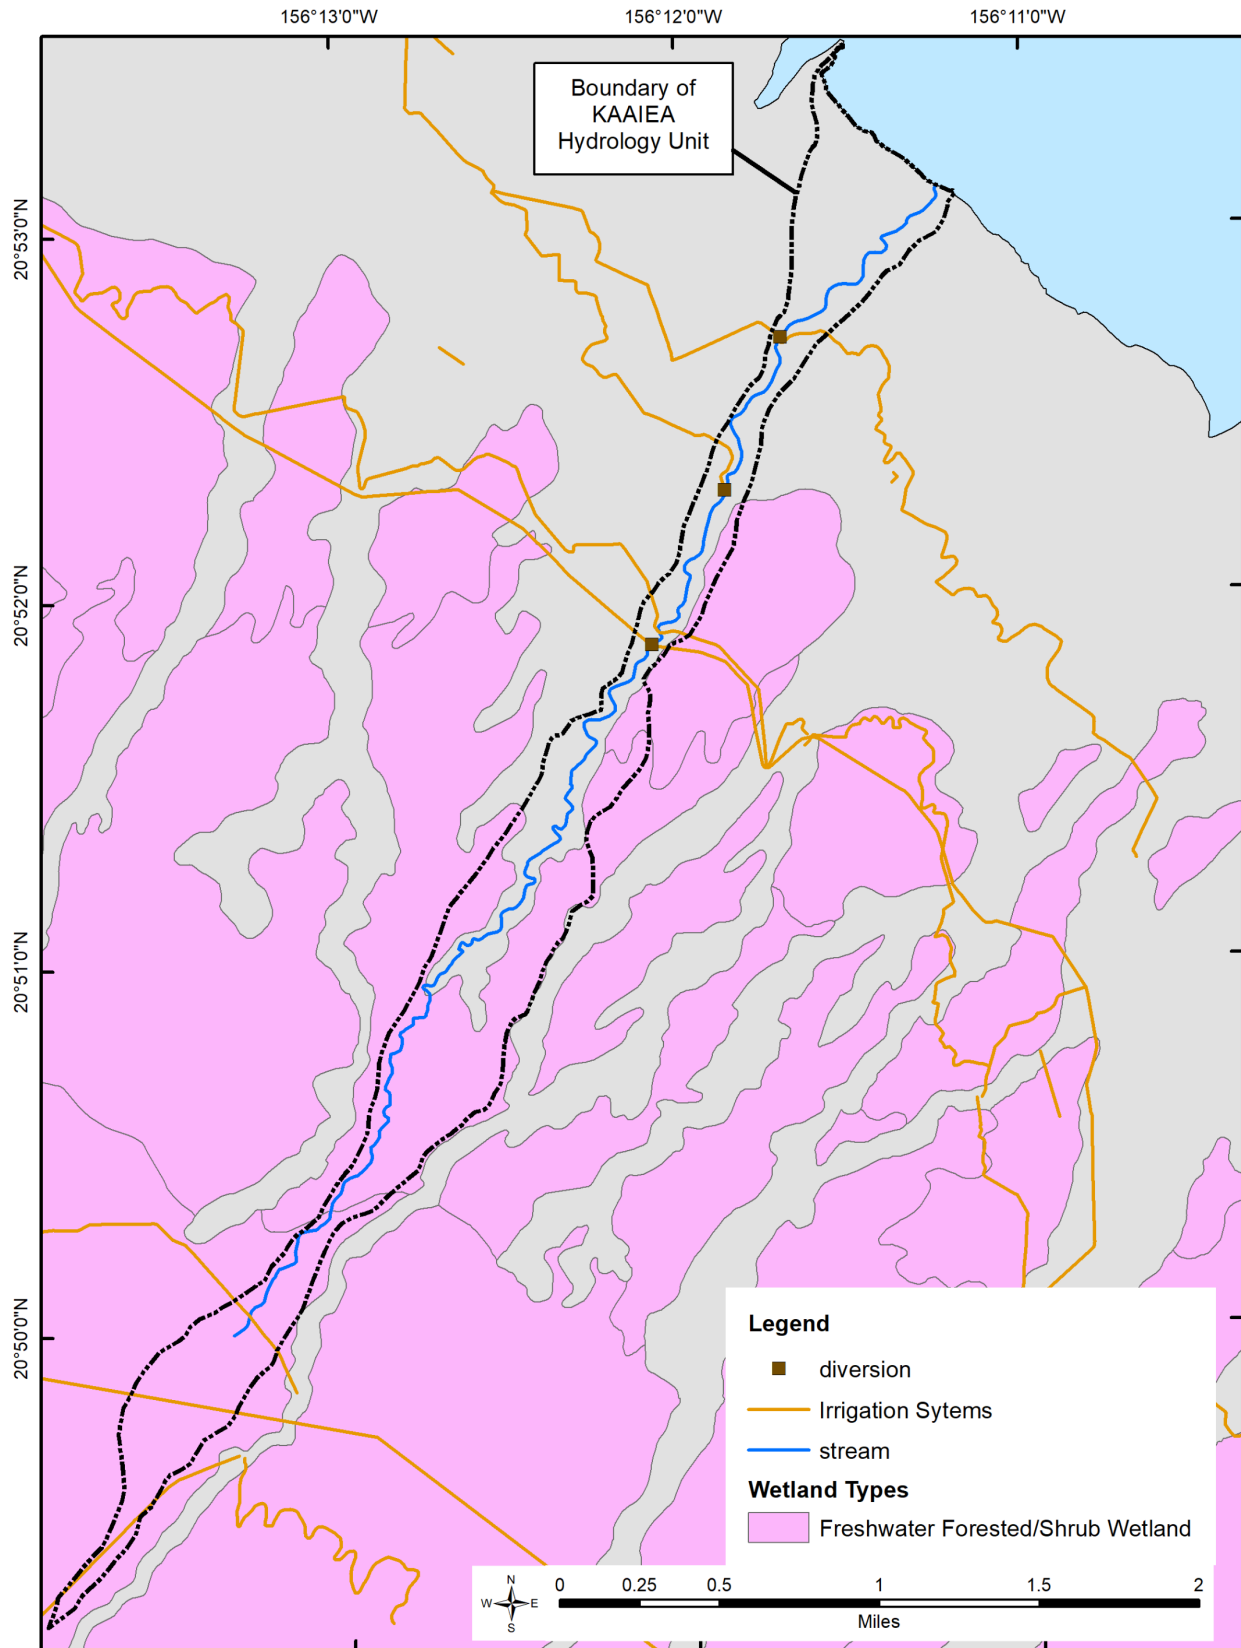 156°13'0"W
156°12'0"W
156°11'0"W
Boundary of
KAAIEA
Hydrology Unit
20°53'0"N
20°52'0"N
20°51'0"N
20°50'0"N
Legend
diversion
Irrigation Sytems
stream
Wetland Types
Freshwater Forested/Shrub Wetland
N
W E
S
0 0.25 0.5 1 1.5 2
Miles